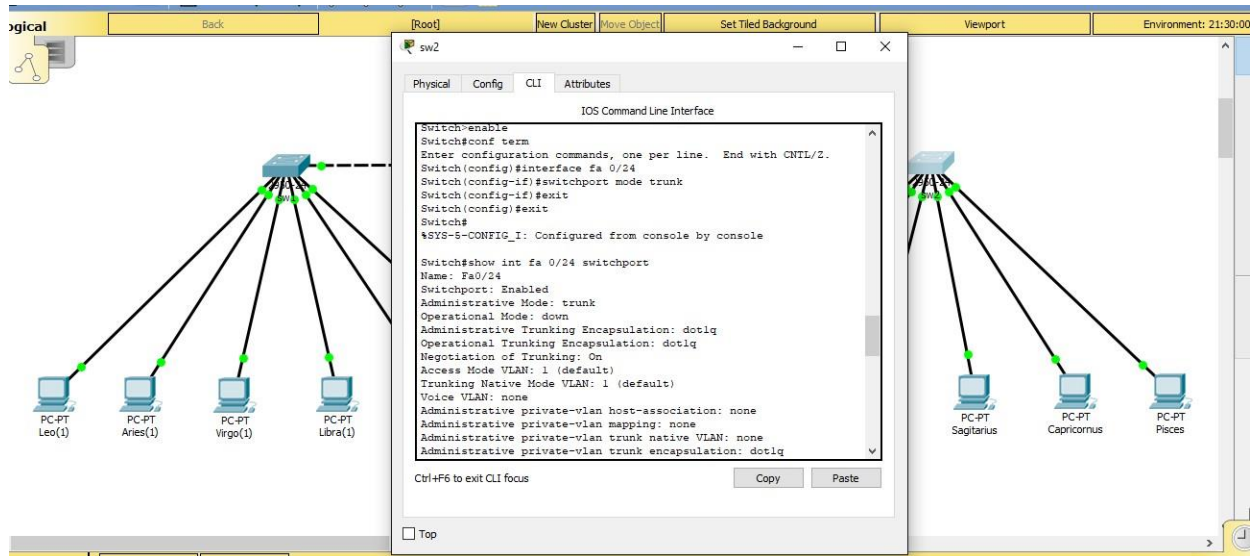 ogical
Back
[Root]
New Cluster
Move Object
Set Tiled Background
Viewport
Environment: 21:30:00
sw2
Physical
Config
CLI
Attributes
IOS Command Line Interface
Switch>enable
Switch#conf term
Enter configuration commands, one per line. End with CNTL/Z.
Switch(config)#interface fa 0/24
Switch(config-if)#switchport mode trunk
Switch(config-if)#exit
Switch(config)#exit
Switch#
%SYS-5-CONFIG_I: Configured from console by console
Switch#show int fa 0/24 switchport
Name: Fa0/24
Switchport: Enabled
Administrative Mode: trunk
Operational Mode: down
Administrative Trunking Encapsulation: dot1q
Operational Trunking Encapsulation: dot1q
Negotiation of Trunking: On
Access Mode VLAN: 1 (default)
Trunking Native Mode VLAN: 1 (default)
Voice VLAN: none
Administrative private-vlan host-association: none
Administrative private-vlan mapping: none
Administrative private-vlan trunk native VLAN: none
Administrative private-vlan trunk encapsulation: dot1q
Ctrl+F6 to exit CLI focus
Copy
Paste
Top
PC-PT
Leo(1)
PC-PT
Aries(1)
PC-PT
Virgo(1)
PC-PT
Libra(1)
PC-PT
Sagitarius
PC-PT
Capricornus
PC-PT
Pisces